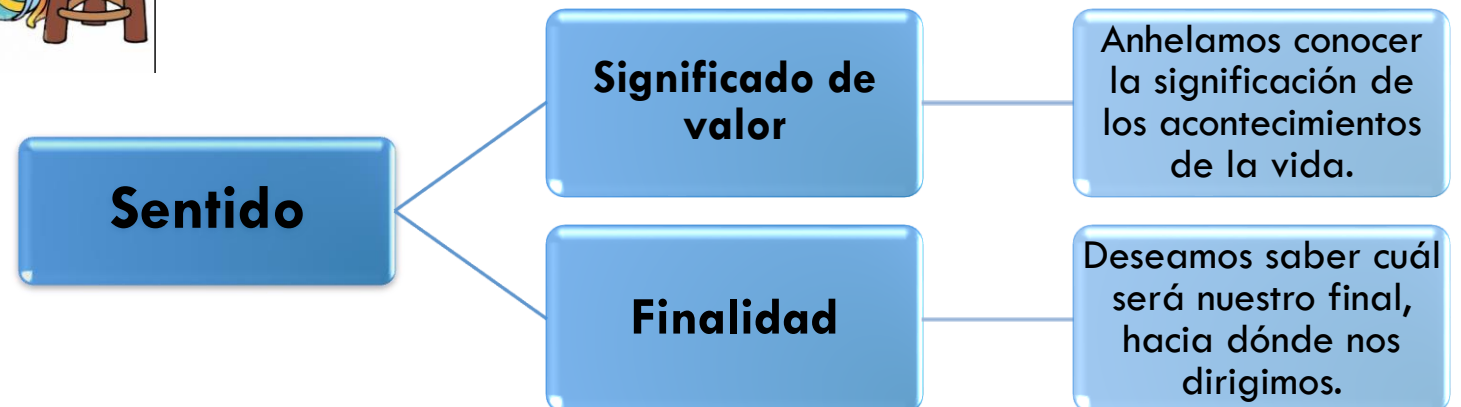 Sentido
Significado de
valor
Anhelamos conocer
la significación de
los acontecimientos
de la vida.
Finalidad
Deseamos saber cuál
será nuestro final,
hacia dónde nos
dirigimos.